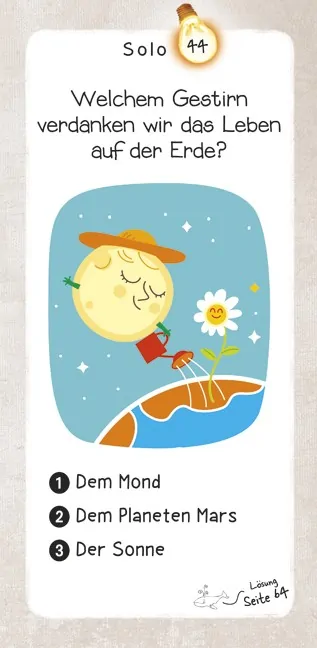 Solo 44
Welchem Gestirn
verdanken wir das Leben
auf der Erde?
1 Dem Mond
2 Dem Planeten Mars
3 Der Sonne
Lösung
Seite 64